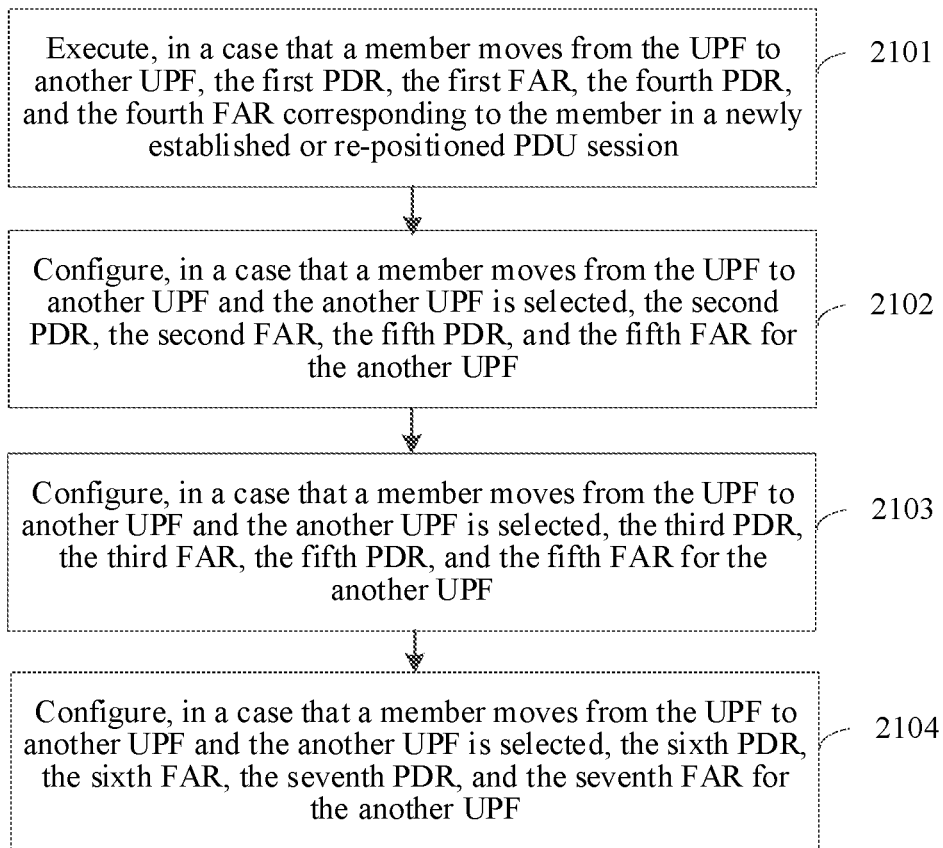 Execute, in a case that a member moves from the UPF to
another UPF, the first PDR, the first FAR, the fourth PDR,
and the fourth FAR corresponding to the member in a newly
established or re-positioned PDU session
2101
Configure, in a case that a member moves from the UPF to
another UPF and the another UPF is selected, the second
PDR, the second FAR, the fifth PDR, and the fifth FAR for
the another UPF
2102
Configure, in a case that a member moves from the UPF to
another UPF and the another UPF is selected, the third PDR,
the third FAR, the fifth PDR, and the fifth FAR for the
another UPF
2103
Configure, in a case that a member moves from the UPF to
another UPF and the another UPF is selected, the sixth PDR,
the sixth FAR, the seventh PDR, and the seventh FAR for
the another UPF
2104